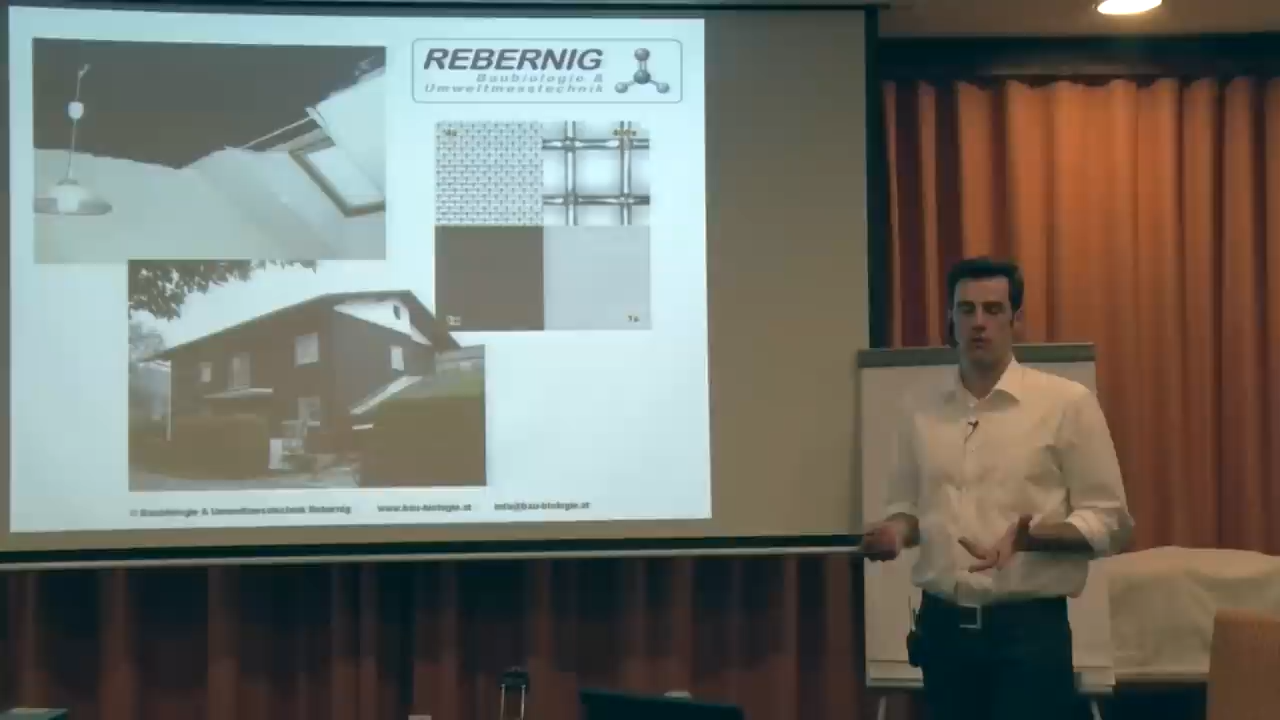 REBERNIG
Baubiologie &
Umweltmesstechnik
© Baubiologie & Umweltmesstechnik Rebernig www.bau-biologie.at info@bau-biologie.at